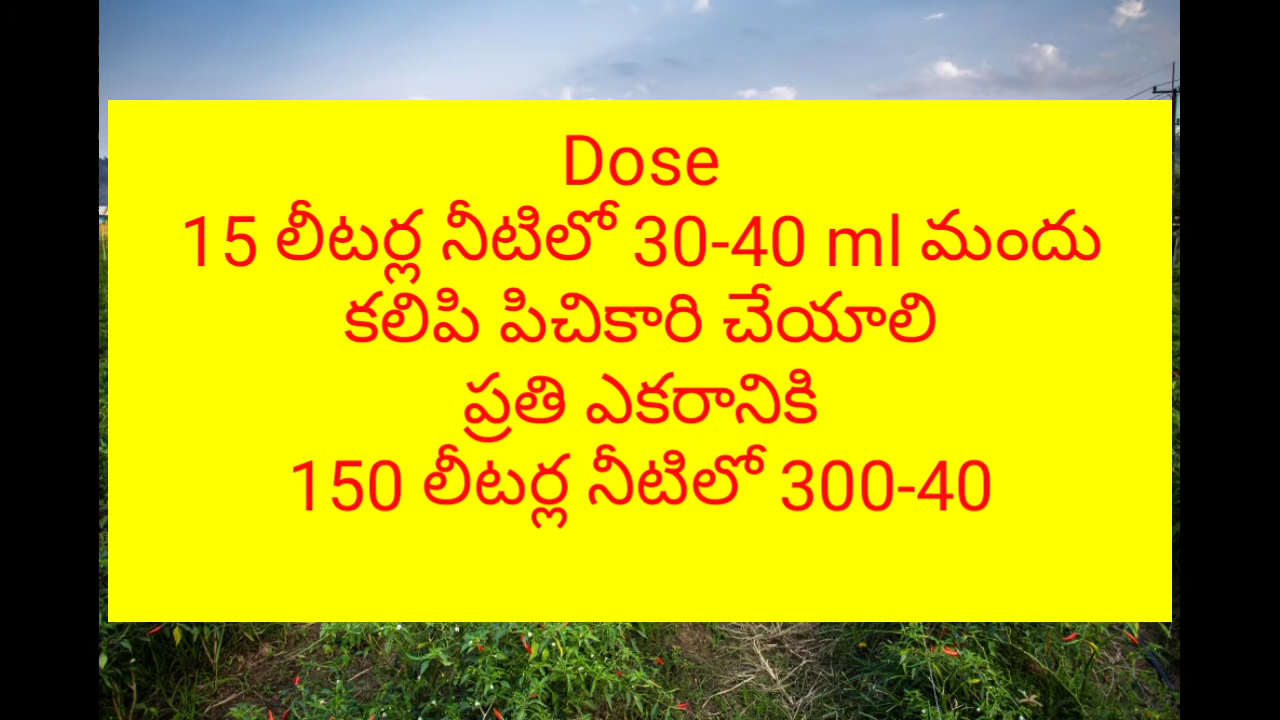 Dose
15 లీటర్ల నీటిలో 30-40 ml మందు
కలిపి పిచికారి చేయాలి
ప్రతి ఎకరానికి
150 లీటర్ల నీటిలో 300-40